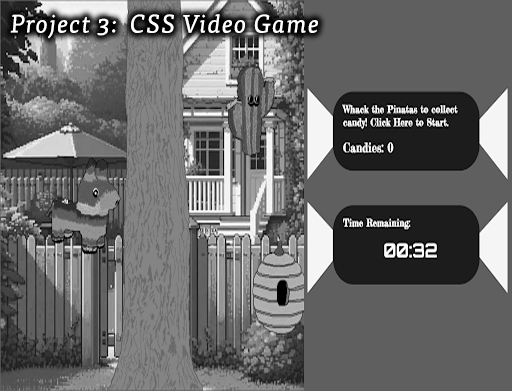 Project 3: CSS Video Game
Whack the Pinatas to collect
candy! Click Here to Start.
Candies: 0
Time Remaining:
00:32